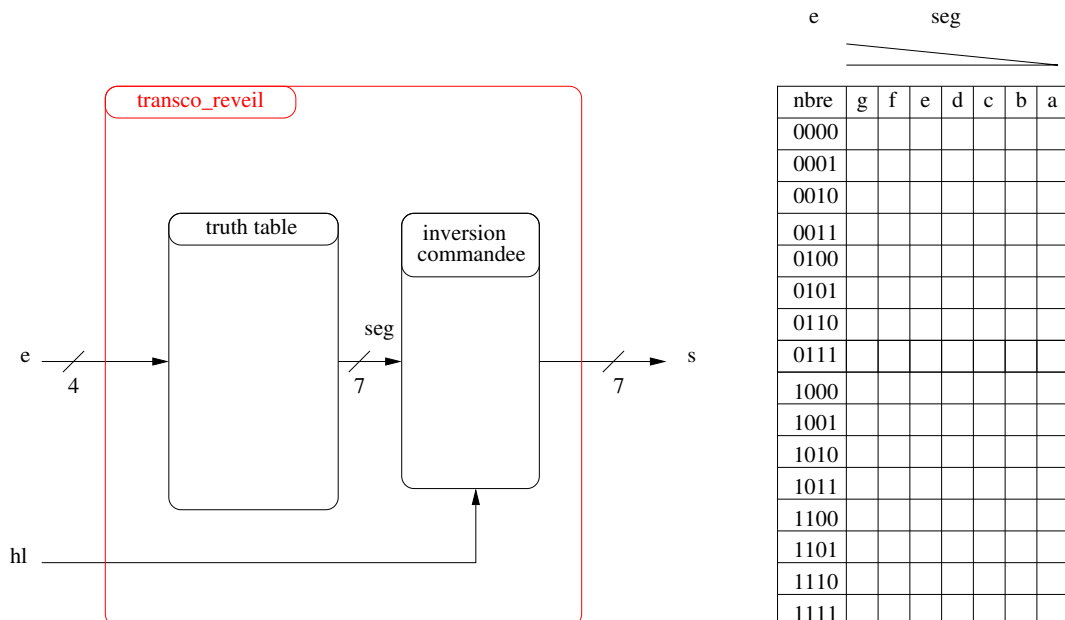 e seg
transco_reveil
nbre g f e d c b a
0000
0001
0010
0011
0100
0101
0110
0111
1000
1001
1010
1011
1100
1101
1110
1111
truth table
inversion
commandee
seg
e
s
4
7
7
hl